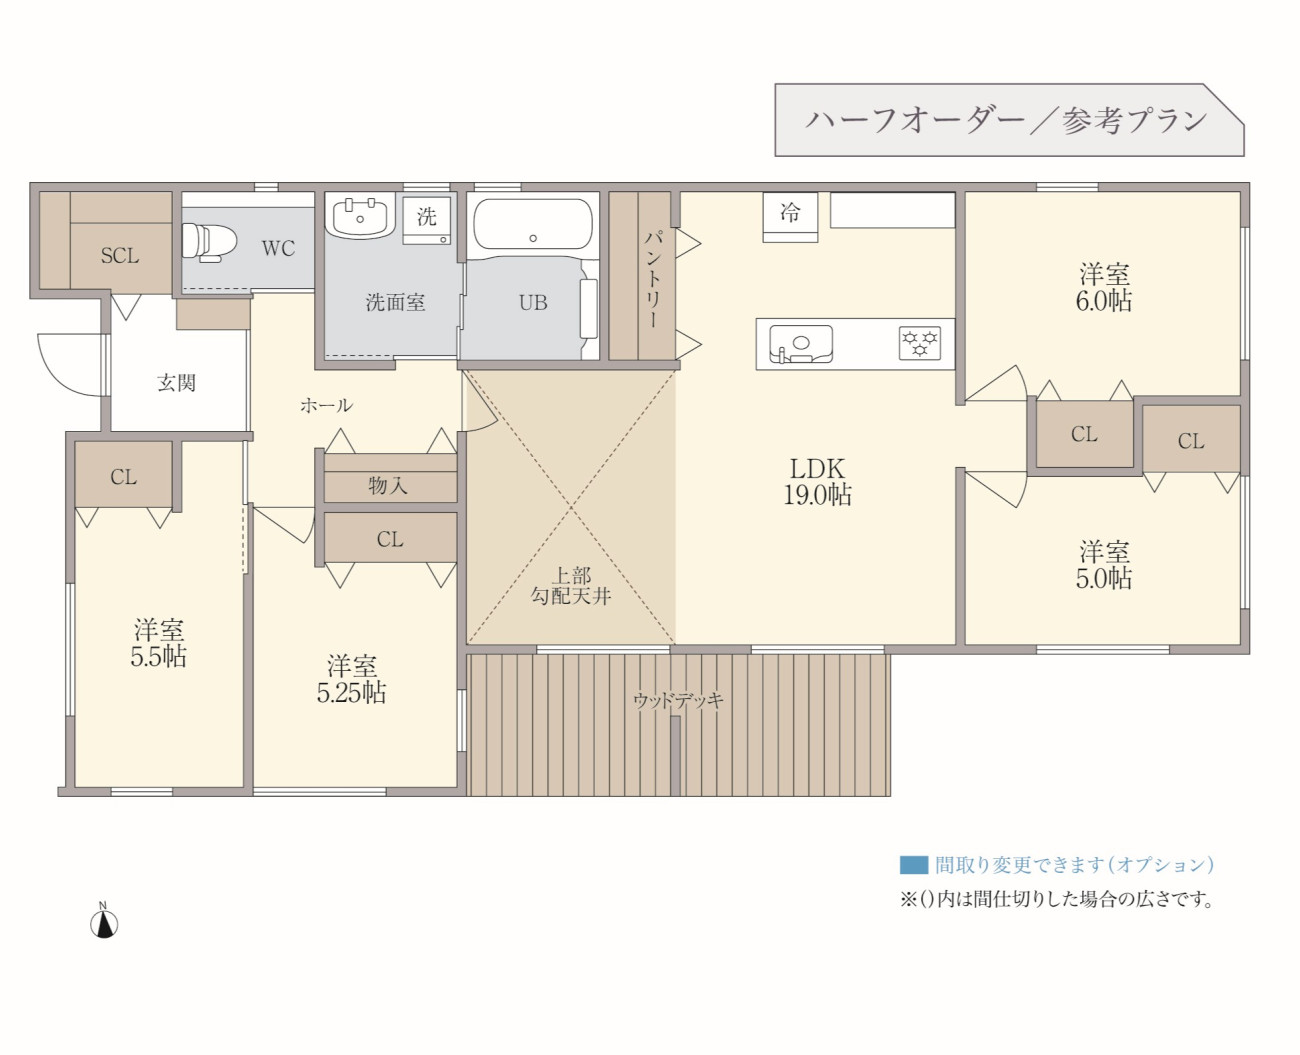 ハーフオーダー／参考プラン
SCL
WC
洗
洗面室
UB
パントリー
冷
洋室
6.0帖
玄関
ホール
CL
CL
CL
物入
CL
LDK
19.0帖
洋室
5.0帖
上部
勾配天井
洋室
5.5帖
洋室
5.25帖
ウッドデッキ
間取り変更できます(オプション)
※()内は間仕切りした場合の広さです。
N